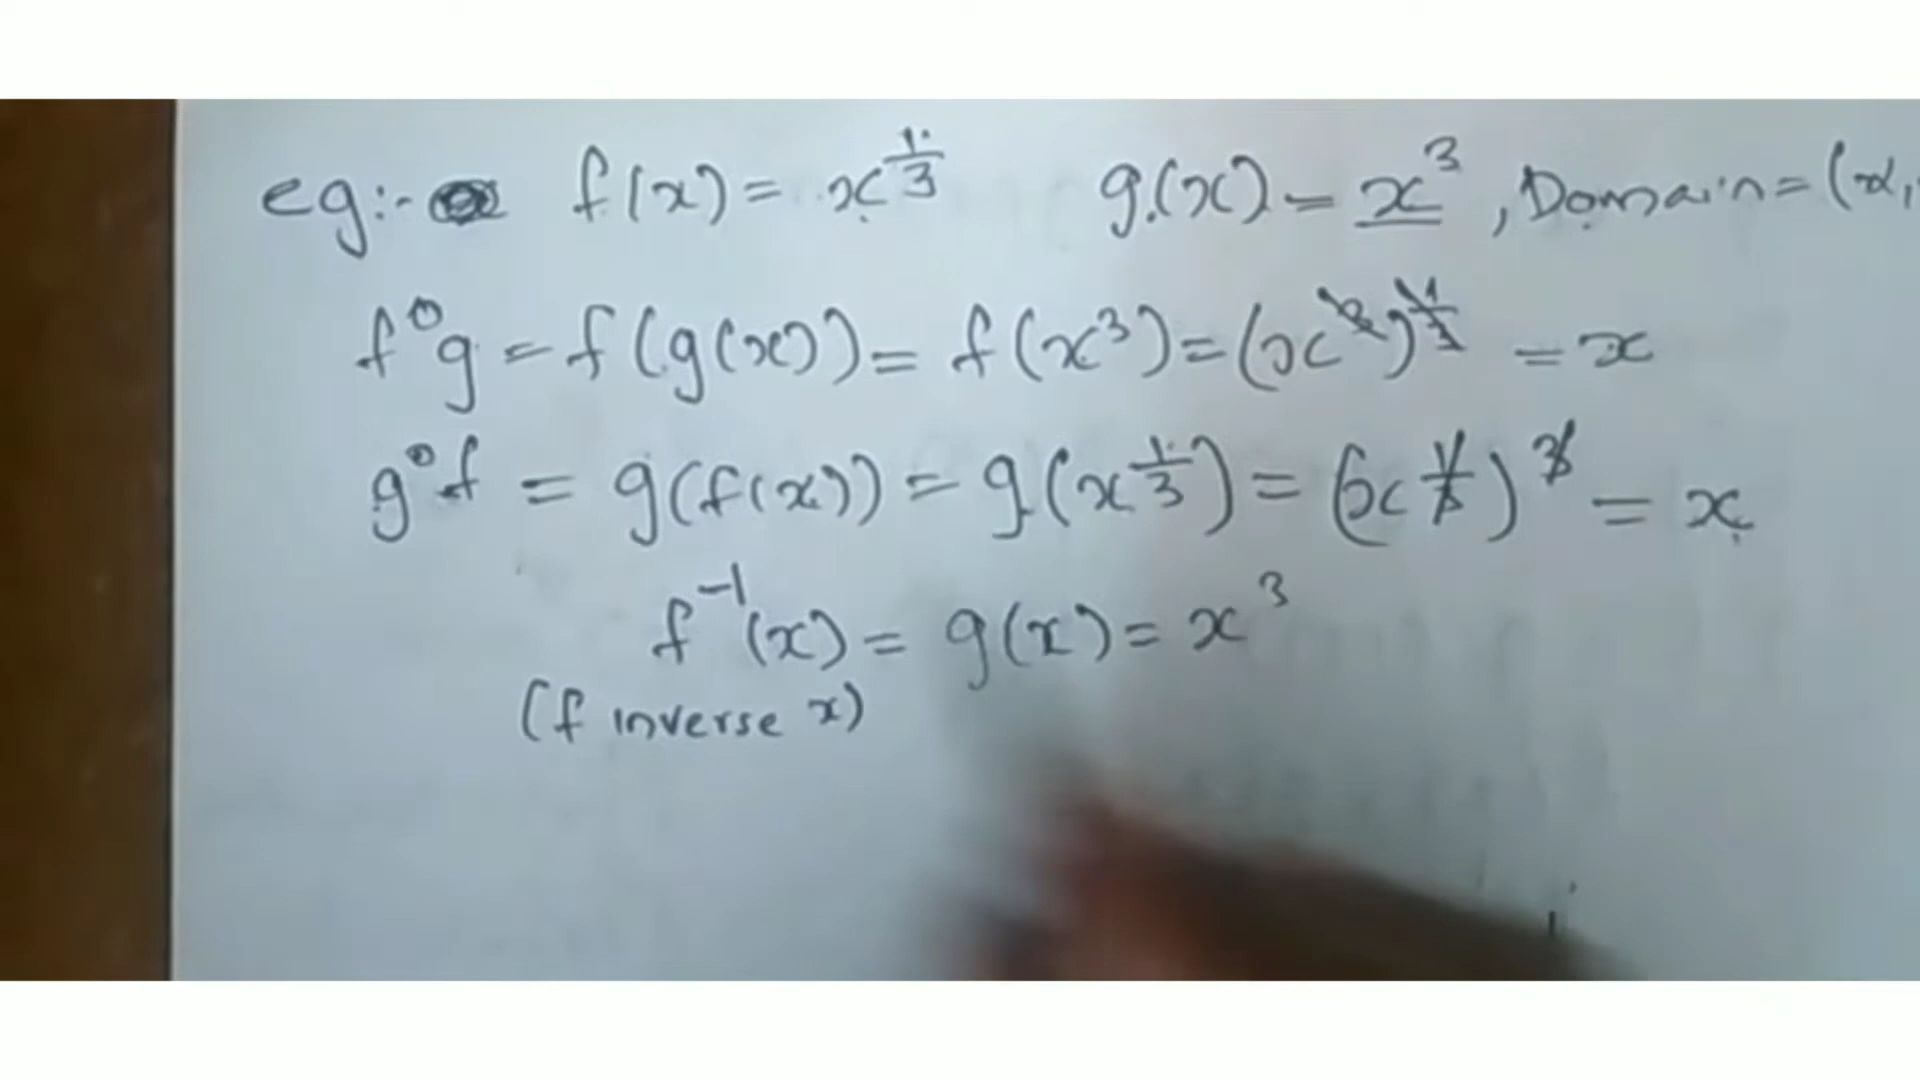 eg:- f(x) = x^{1/3} g(x) = x^3 , Domain = (
f∘g = f(g(x)) = f(x^3) = (x^3)^{1/3} = x
g∘f = g(f(x)) = g(x^{1/3}) = (x^{1/3})^3 = x
f^{-1}(x) = g(x) = x^3
(f inverse x)